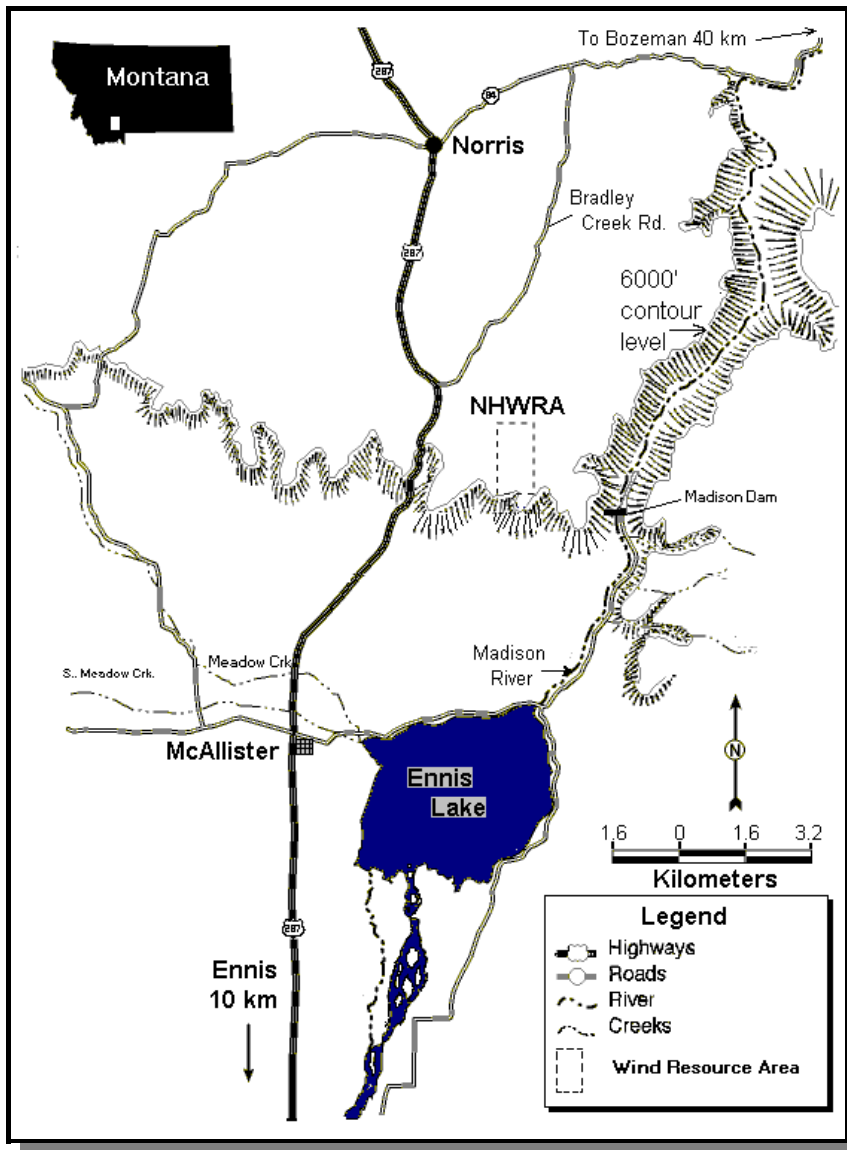 To Bozeman 40 km
Montana
287
84
Norris
Bradley
Creek Rd.
287
6000'
contour
level
NHWRA
Madison Dam
Madison
River
Meadow Crk.
S.. Meadow Crk.
McAllister
Ennis
Lake
N
1.6 0 1.6 3.2
Kilometers
287
Ennis
10 km
Legend
Highways
Roads
River
Creeks
Wind Resource Area